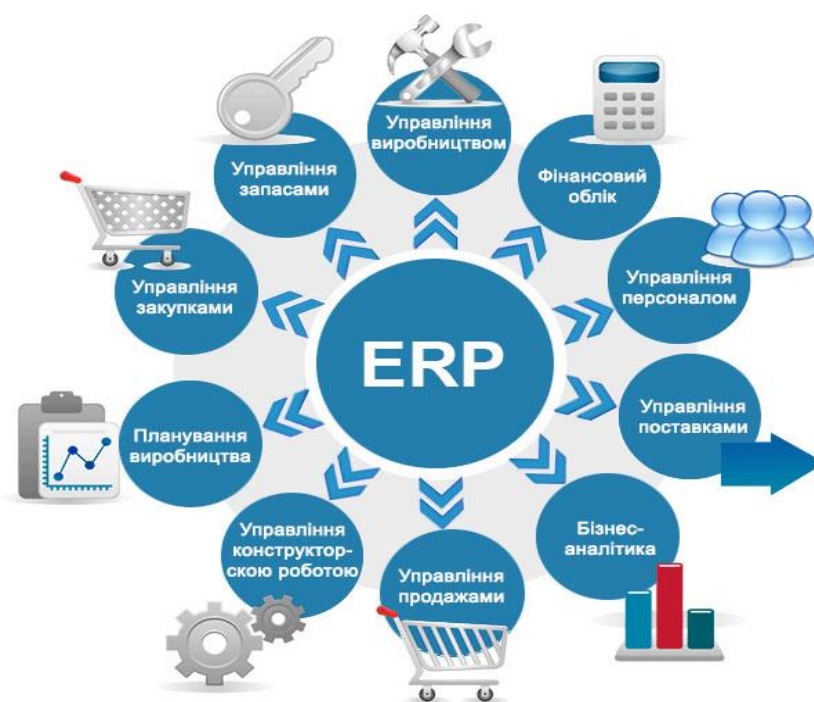 Управління
виробництвом
Фінансовий
облік
Управління
персоналом
Управління
поставками
Бізнес-
аналітика
Управління
продажами
Управління
конструктор-
скою роботою
Планування
виробництва
Управління
закупками
Управління
запасами
ERP